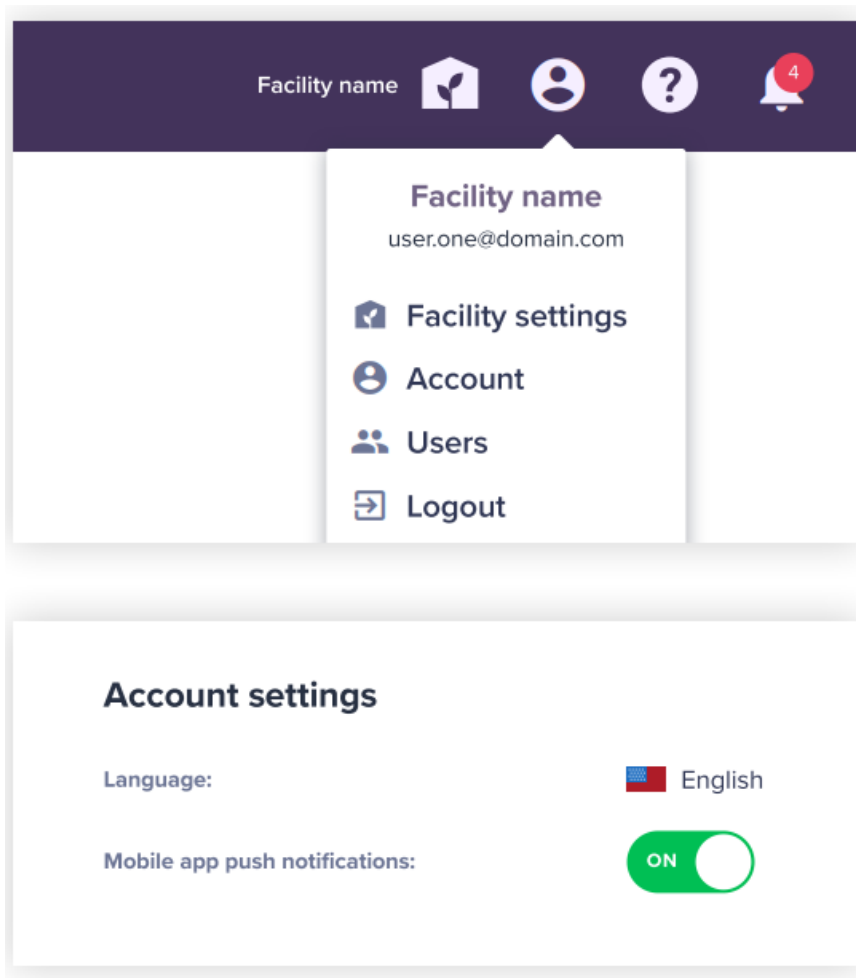 Facility name
4
Facility name
user.one@domain.com
Facility settings
Account
Users
Logout
Account settings
Language:
English
Mobile app push notifications:
ON